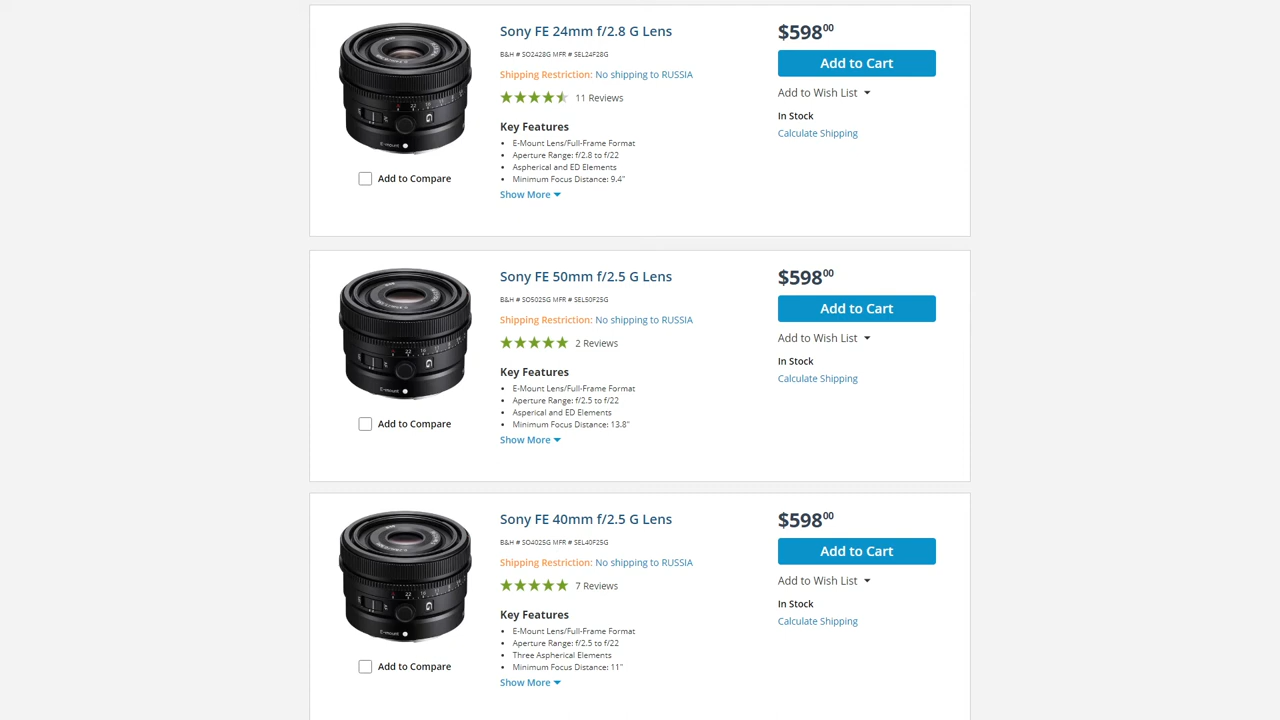 Sony FE 24mm f/2.8 G Lens
B&H # SO2428G MFR # SEL24F28G
Shipping Restriction: No shipping to RUSSIA
11 Reviews
Key Features
• E-Mount Lens/Full-Frame Format
• Aperture Range: f/2.8 to f/22
• Aspherical and ED Elements
• Minimum Focus Distance: 9.4"
Show More
Add to Compare
$598.00
Add to Cart
Add to Wish List
In Stock
Calculate Shipping
Sony FE 50mm f/2.5 G Lens
B&H # SO5025G MFR # SEL50F25G
Shipping Restriction: No shipping to RUSSIA
2 Reviews
Key Features
• E-Mount Lens/Full-Frame Format
• Aperture Range: f/2.5 to f/22
• Asperical and ED Elements
• Minimum Focus Distance: 13.8"
Show More
Add to Compare
$598.00
Add to Cart
Add to Wish List
In Stock
Calculate Shipping
Sony FE 40mm f/2.5 G Lens
B&H # SO4025G MFR # SEL40F25G
Shipping Restriction: No shipping to RUSSIA
7 Reviews
Key Features
• E-Mount Lens/Full-Frame Format
• Aperture Range: f/2.5 to f/22
• Three Aspherical Elements
• Minimum Focus Distance: 11"
Show More
Add to Compare
$598.00
Add to Cart
Add to Wish List
In Stock
Calculate Shipping